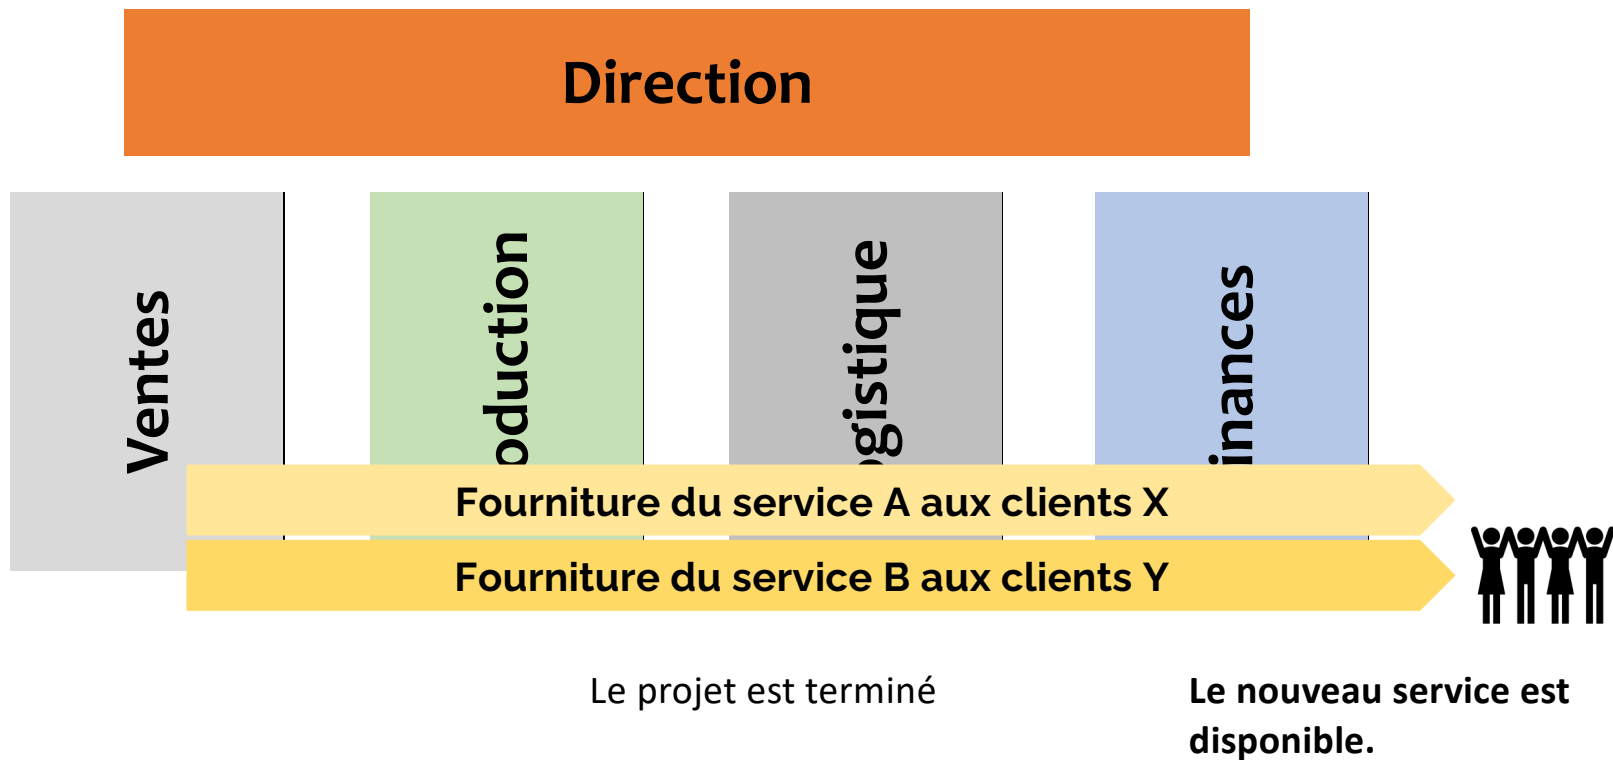 Direction
Ventes
oduction
ogistique
inances
Fourniture du service A aux clients X
Fourniture du service B aux clients Y
Le projet est terminé
Le nouveau service est
disponible.